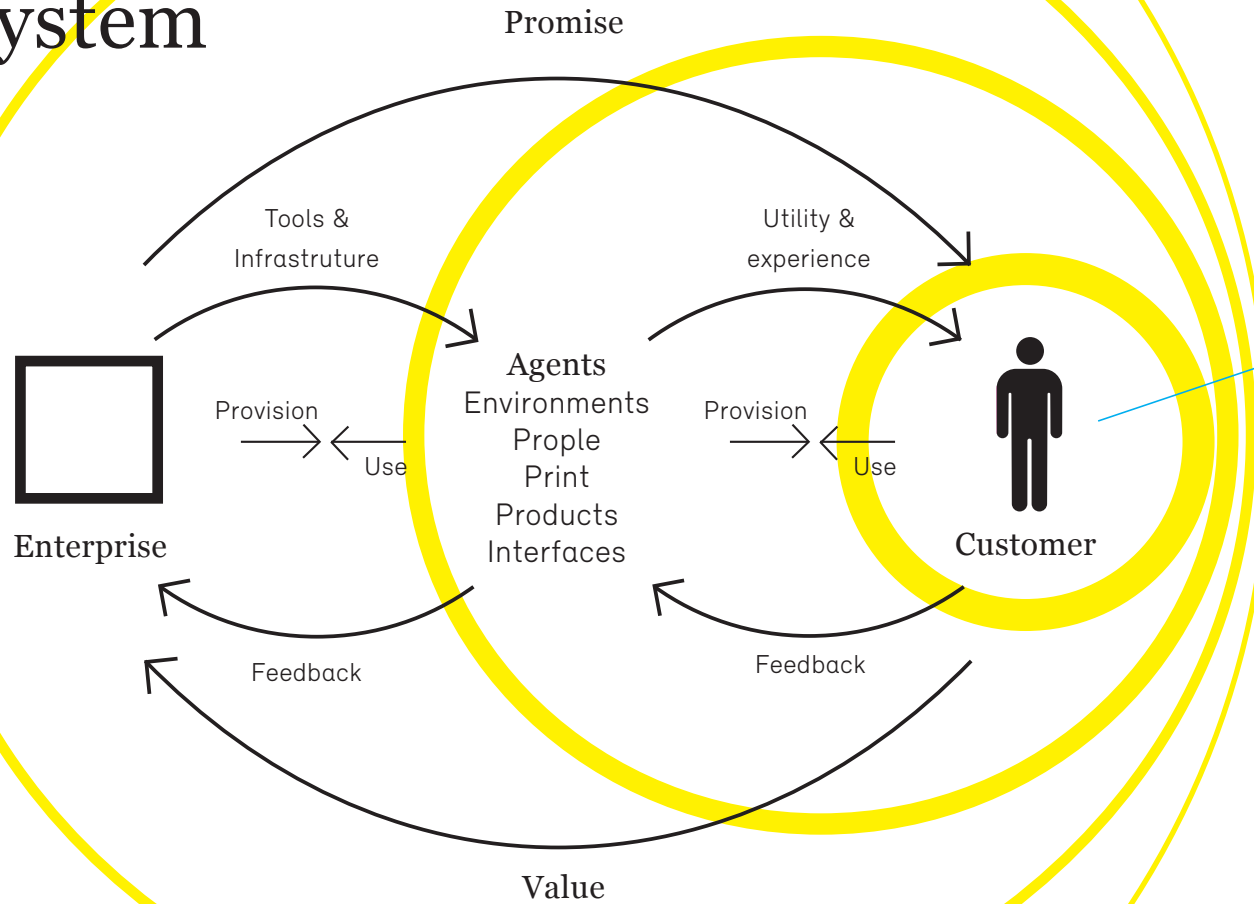 ystem
Promise
Tools &
Infrastruture
Utility &
experience
Agents
Environments
Prople
Print
Products
Interfaces
Provision
Use
Provision
Use
Enterprise
Customer
Feedback
Feedback
Value